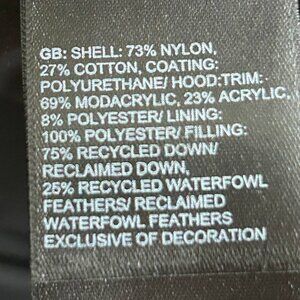 GB: SHELL: 73% NYLON,
27% COTTON, COATING:
POLYURETHANE/ HOOD:TRIM:
69% MODACRYLIC, 23% ACRYLIC,
8% POLYESTER/ LINING:
100% POLYESTER/ FILLING:
75% RECYCLED DOWN/
RECLAIMED DOWN,
25% RECYCLED WATERFOWL
FEATHERS/ RECLAIMED
WATERFOWL FEATHERS
EXCLUSIVE OF DECORATION